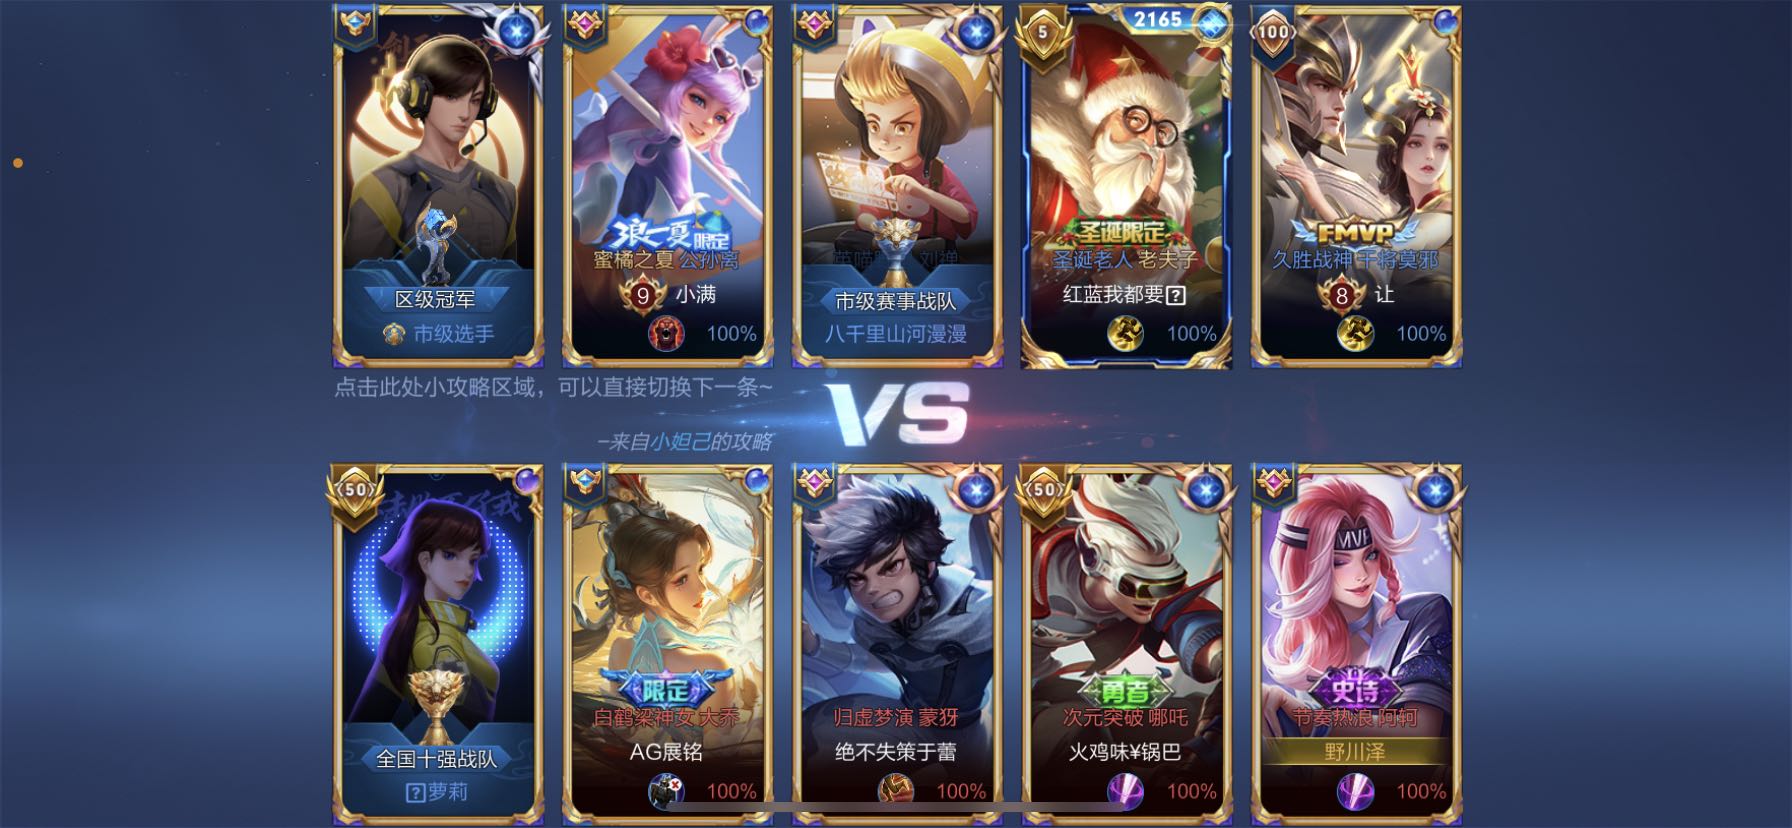 2165
5
100
区级冠军
市级选手
浪一夏 限定
蜜橘之夏 公孙离
9 小满
100%
市级赛事战队
八千里山河漫漫
圣诞限定
圣诞老人 老夫子
红蓝我都要?
100%
FMVP
久胜战神 干将莫邪
8 让
100%
点击此处小攻略区域，可以直接切换下一条~
–来自小妲己的攻略
VS
50
50
全国十强战队
?萝莉
限定
白鹤梁神女 大乔
AG展铭
100%
归虚梦演 蒙犽
绝不失策于蕾
100%
勇者
次元突破 哪吒
火鸡味¥锅巴
100%
MVP
史诗
节奏热浪 阿轲
野川泽
100%